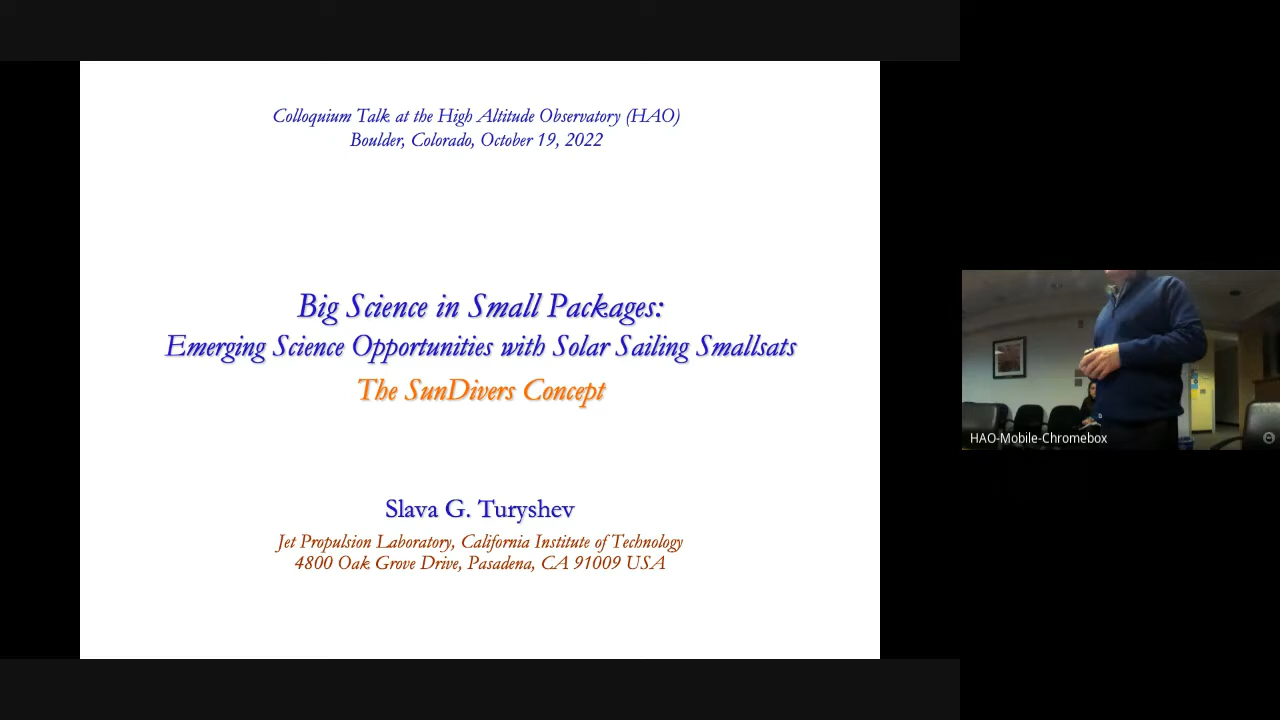 Colloquium Talk at the High Altitude Observatory (HAO)
Boulder, Colorado, October 19, 2022
Big Science in Small Packages:
Emerging Science Opportunities with Solar Sailing Smallsats
The SunDivers Concept
Slava G. Turyshev
Jet Propulsion Laboratory, California Institute of Technology
4800 Oak Grove Drive, Pasadena, CA 91009 USA
HAO-Mobile-Chromebox